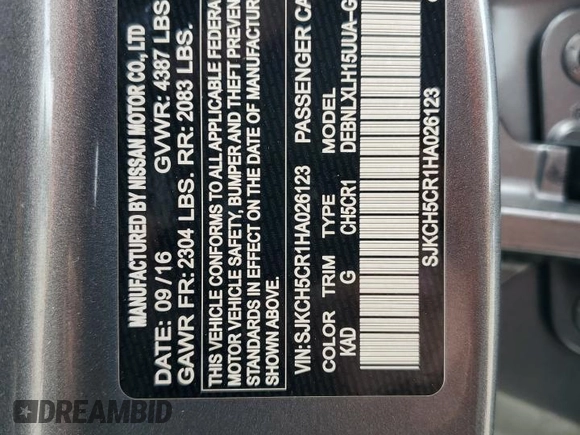 MANUFACTURED BY NISSAN MOTOR CO., LTD
DATE: 09/16 GVWR: 4387 LBS
GAWR FR: 2304 LBS. RR: 2083 LBS.
THIS VEHICLE CONFORMS TO ALL APPLICABLE FEDERA
MOTOR VEHICLE SAFETY, BUMPER AND THEFT PREVEN
STANDARDS IN EFFECT ON THE DATE OF MANUFACTUR
SHOWN ABOVE.
VIN: SJKCH5CR1HA026123 PASSENGER CA
COLOR TRIM TYPE MODEL
KAD G CH5CR1 DEBNLXLH15UUA-G
SJKCH5CR1HA026123
DREAMBID